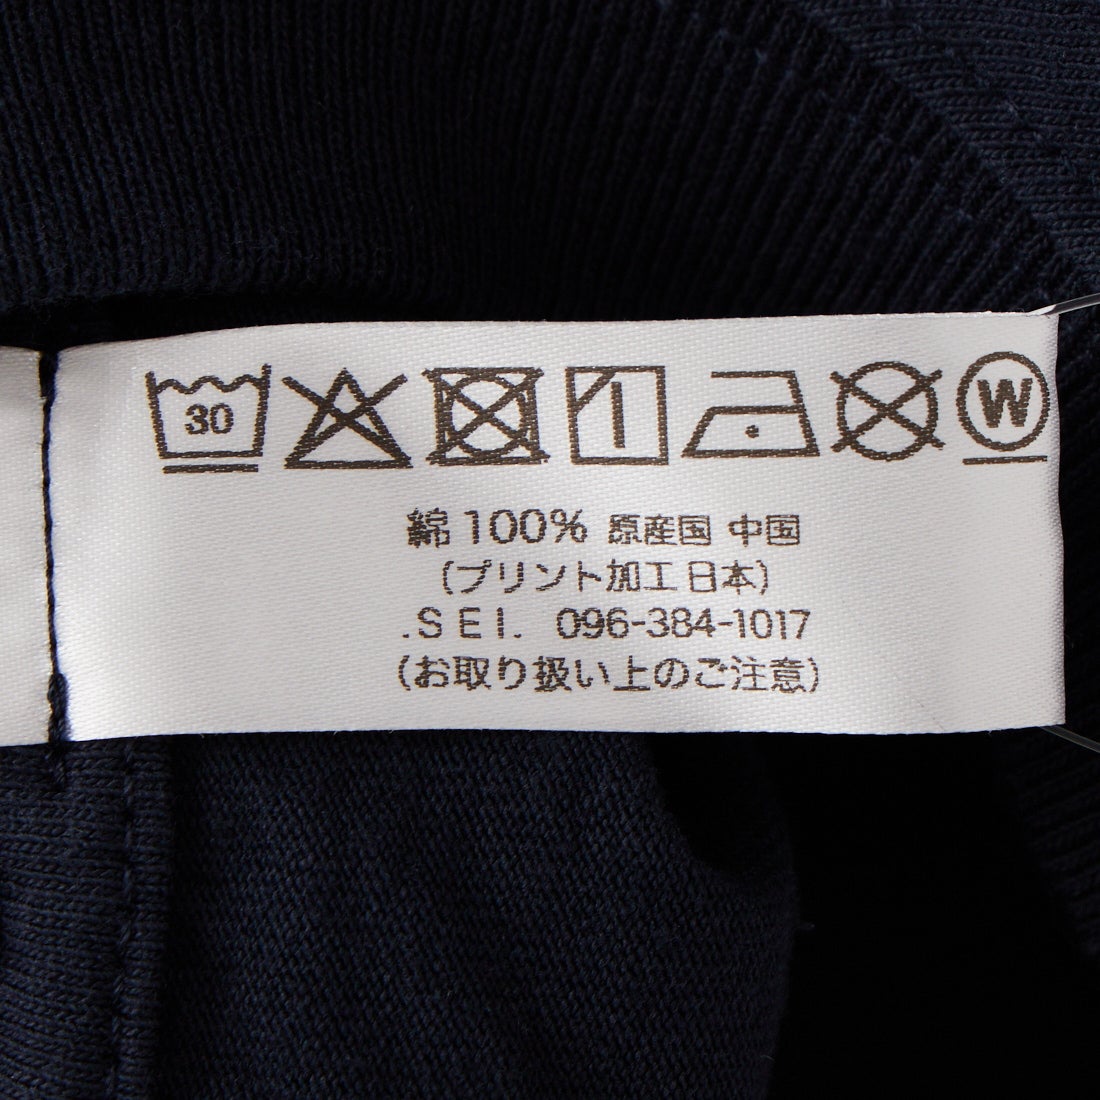 30 W
綿 100% 原産国 中国
(プリント加工 日本)
.SEI. 096-384-1017
(お取り扱い上のご注意)